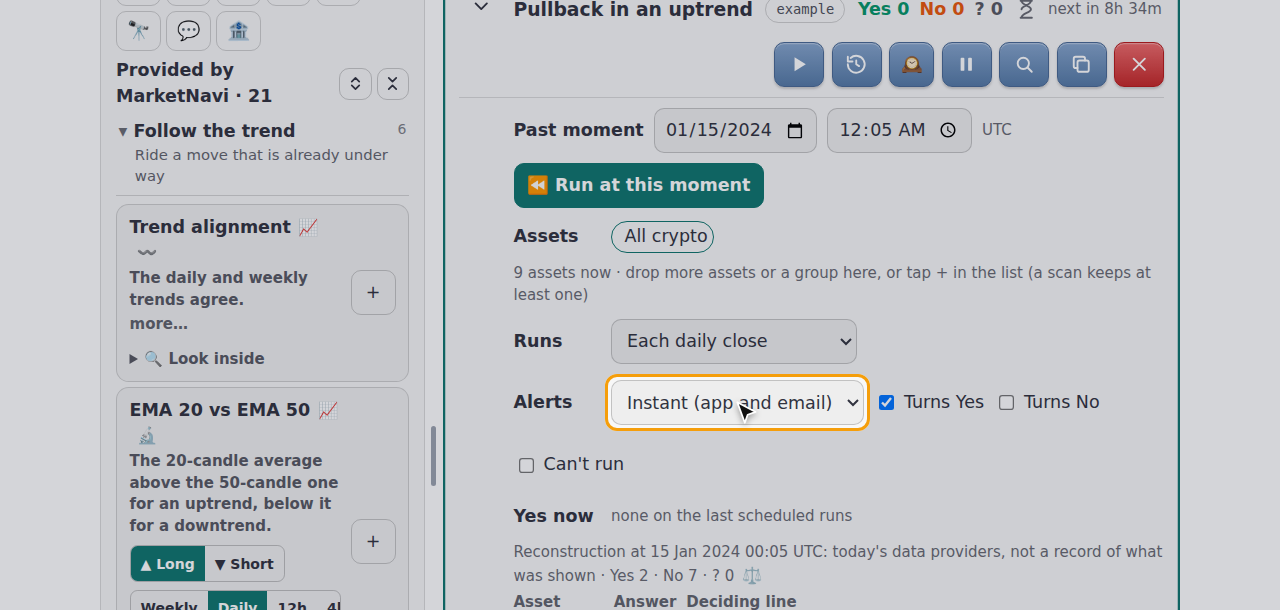 Provided by
MarketNavi · 21
▼ Follow the trend 6
Ride a move that is already under
way
Trend alignment
The daily and weekly
trends agree.
more…
+
▶ Look inside
EMA 20 vs EMA 50
The 20-candle average
above the 50-candle one
for an uptrend, below it
for a downtrend.
+
▲ Long ▼ Short
Weekly Daily 12h
Pullback in an uptrend example Yes 0 No 0 ? 0 next in 8h 34m
Past moment 01/15/2024 12:05 AM UTC
Run at this moment
Assets All crypto
9 assets now · drop more assets or a group here, or tap + in the list (a scan keeps at
least one)
Runs Each daily close
Alerts Instant (app and email) Turns Yes Turns No
Can't run
Yes now none on the last scheduled runs
Reconstruction at 15 Jan 2024 00:05 UTC: today's data providers, not a record of what
was shown · Yes 2 · No 7 · ? 0
Asset Answer Deciding line